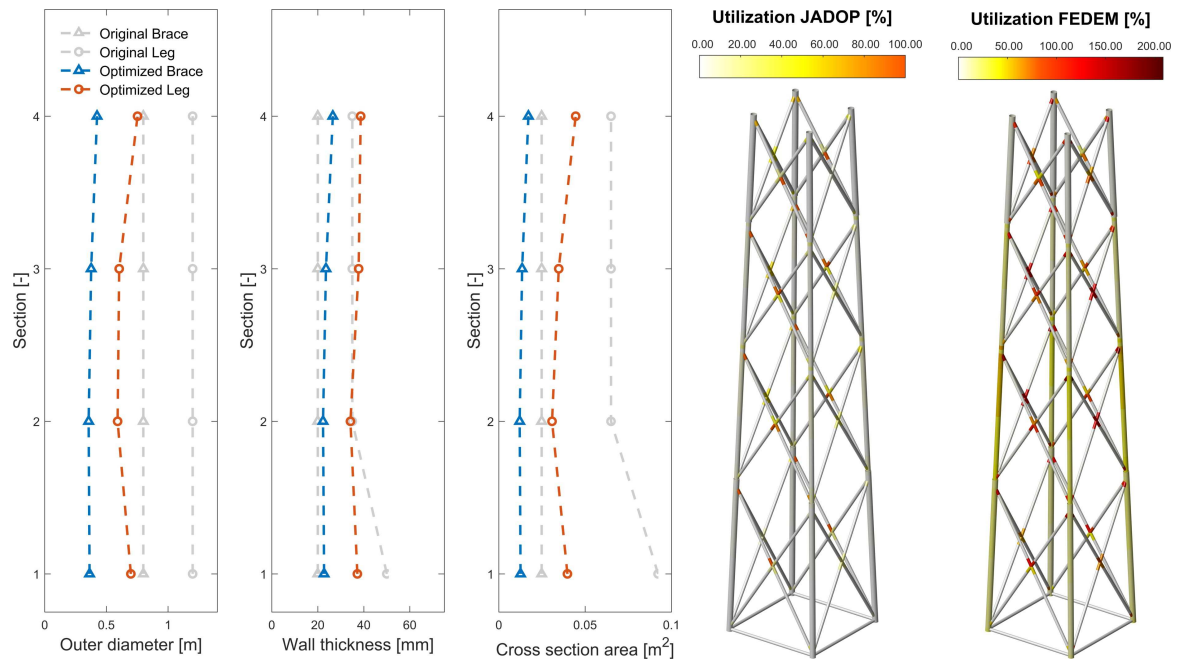 Original Brace
Original Leg
Optimized Brace
Optimized Leg
Section [-]
4
3
2
1
0
0.5
1
Outer diameter [m]
Section [-]
4
3
2
1
0
20
40
60
Wall thickness [mm]
Section [-]
4
3
2
1
0
0.05
0.1
Cross section area [m²]
Utilization JADOP [%]
0.00 20.00 40.00 60.00 80.00 100.00
Utilization FEDEM [%]
0.00 50.00 100.00 150.00 200.00